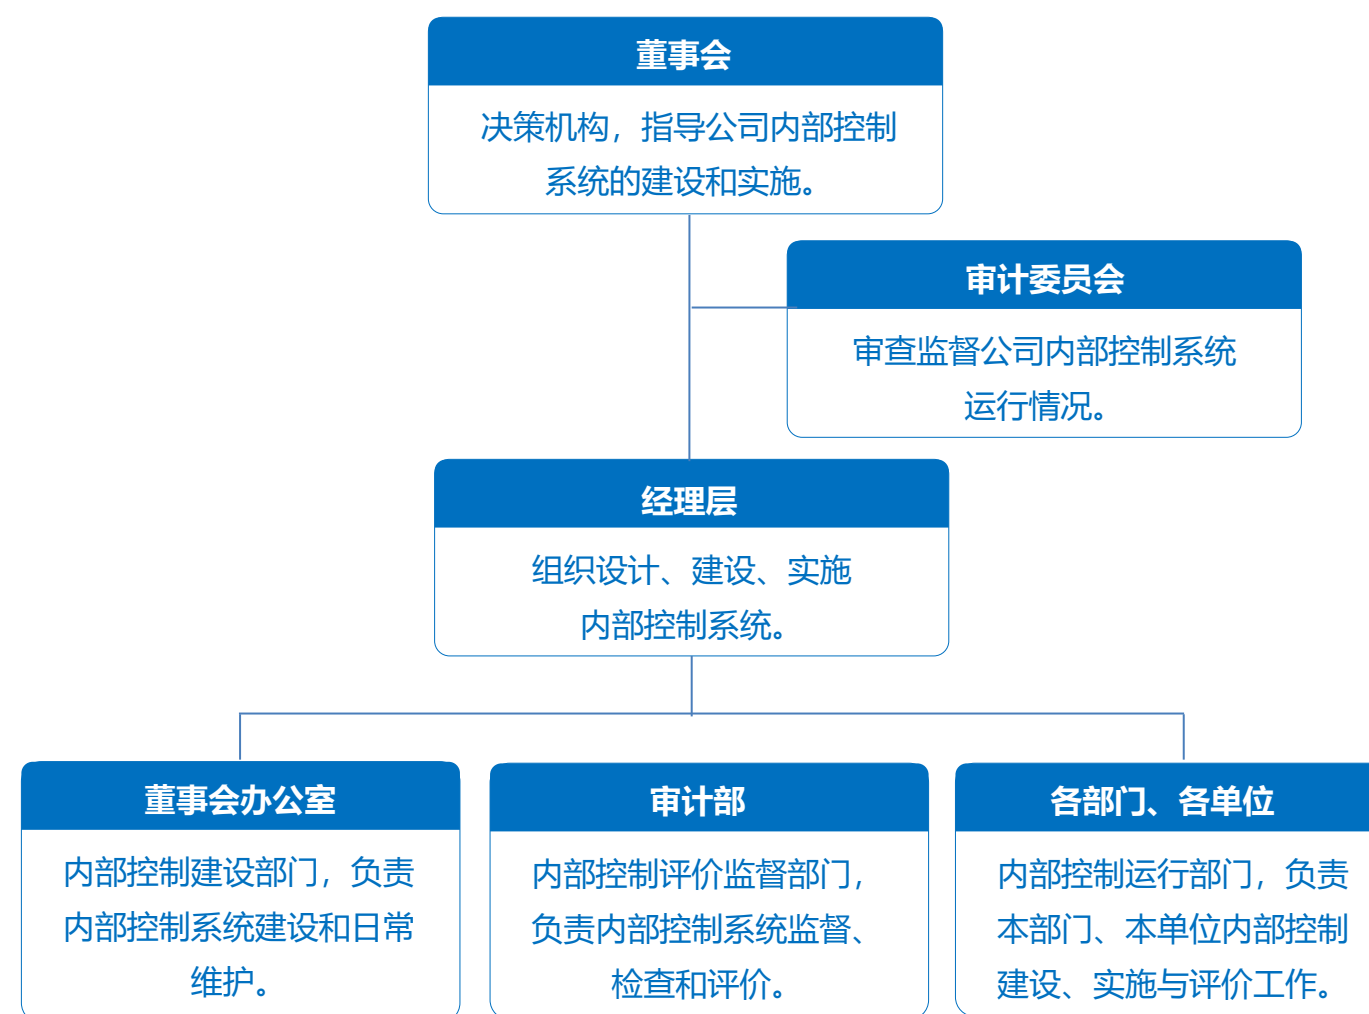 董事会
决策机构，指导公司内部控制
系统的建设和实施。
审计委员会
审查监督公司内部控制系统
运行情况。
经理层
组织设计、建设、实施
内部控制系统。
董事会办公室
内部控制建设部门，负责
内部控制系统建设和日常
维护。
审计部
内部控制评价监督部门，
负责内部控制系统监督、
检查和评价。
各部门、各单位
内部控制运行部门，负责
本部门、本单位内部控制
建设、实施与评价工作。